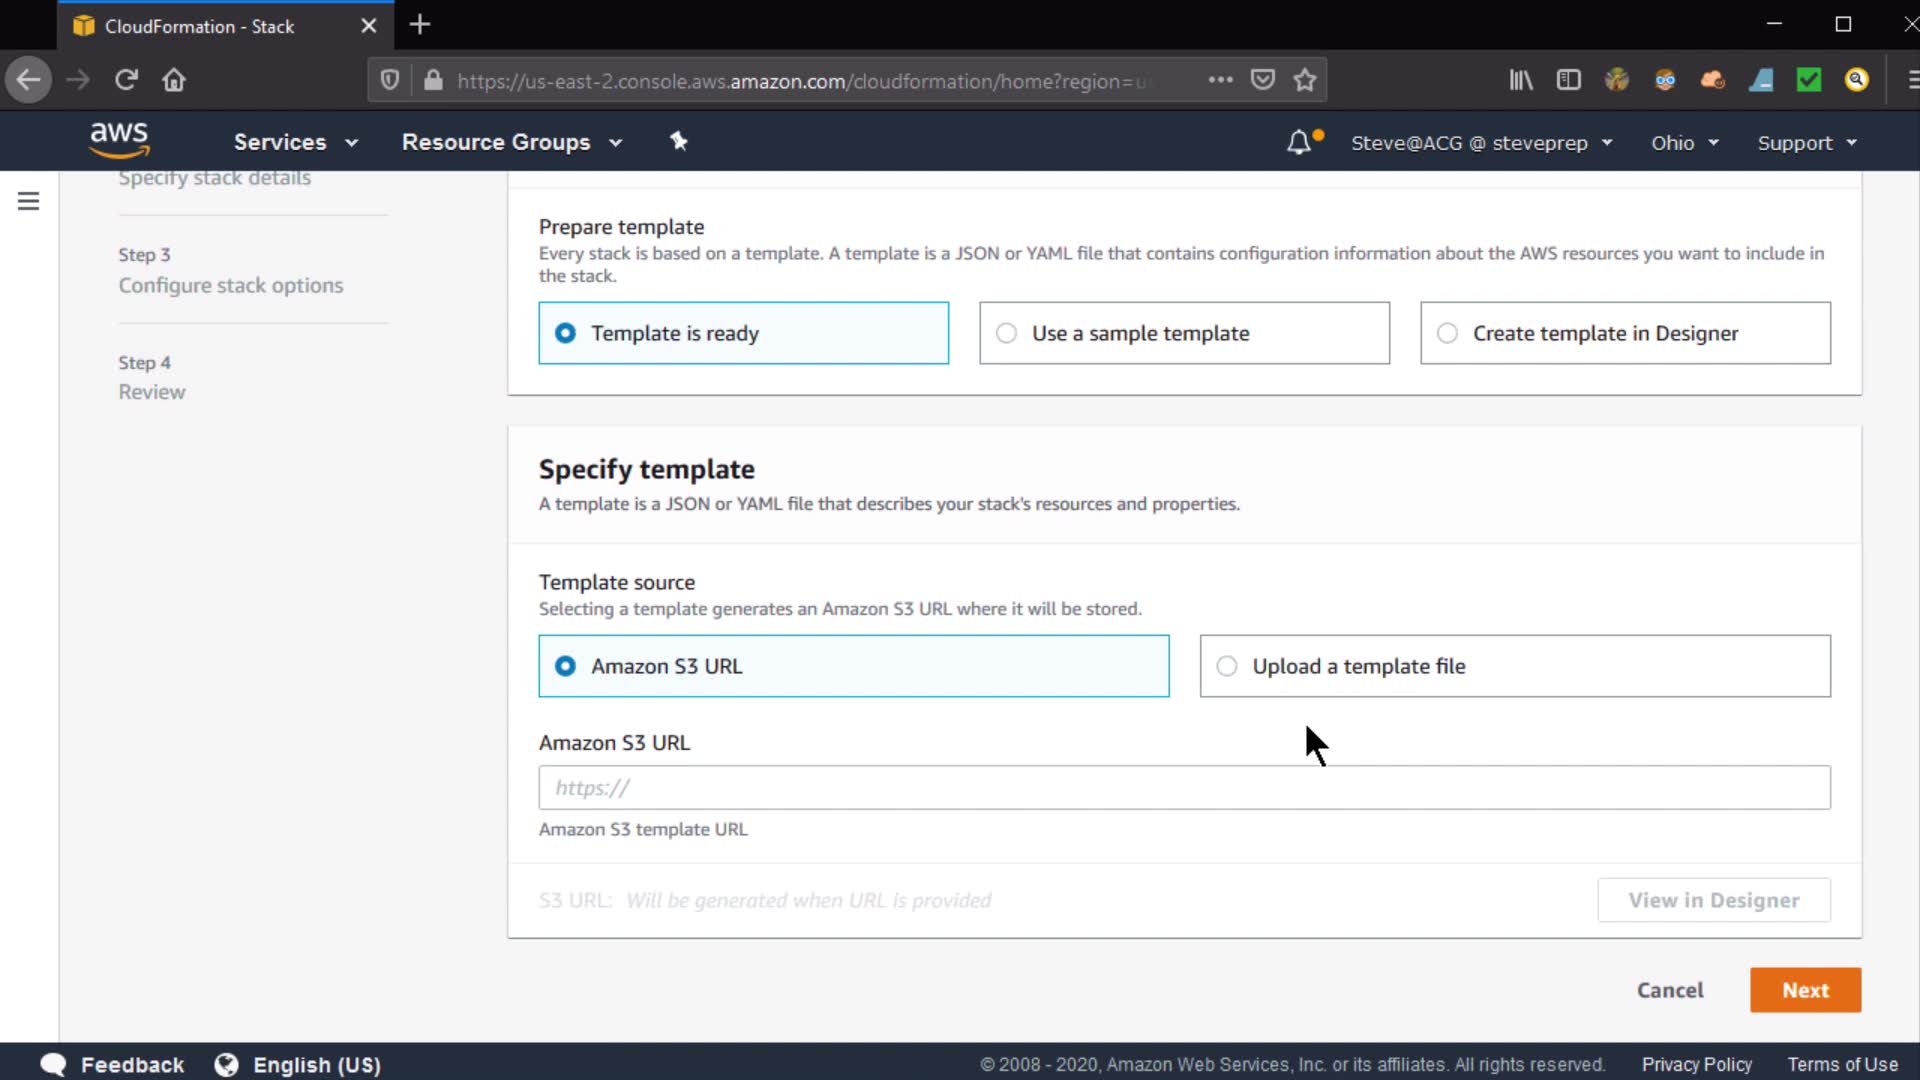 CloudFormation - Stack
https://us-east-2.console.aws.amazon.com/cloudformation/home?region=u
aws
Services
Resource Groups
Steve@ACG @ steveprep
Ohio
Support
Specify stack details
Step 3
Configure stack options
Step 4
Review
Prepare template
Every stack is based on a template. A template is a JSON or YAML file that contains configuration information about the AWS resources you want to include in
the stack.
Template is ready
Use a sample template
Create template in Designer
Specify template
A template is a JSON or YAML file that describes your stack's resources and properties.
Template source
Selecting a template generates an Amazon S3 URL where it will be stored.
Amazon S3 URL
Upload a template file
Amazon S3 URL
https://
Amazon S3 template URL
S3 URL: Will be generated when URL is provided
View in Designer
Cancel
Next
Feedback
English (US)
© 2008 - 2020, Amazon Web Services, Inc. or its affiliates. All rights reserved.
Privacy Policy
Terms of Use